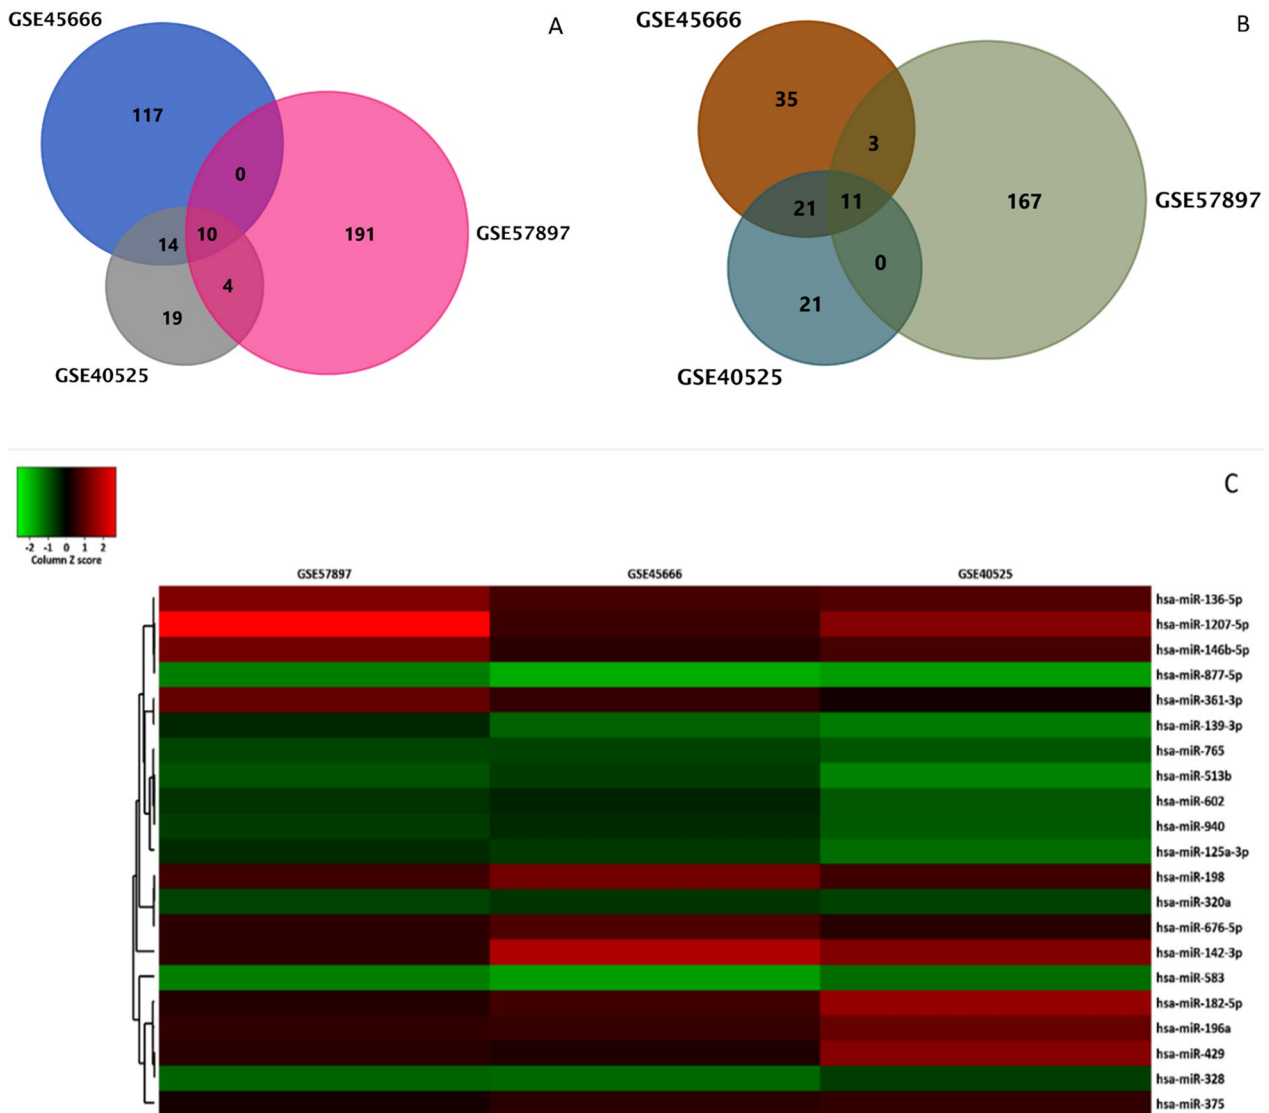 GSE45666
A
117
0
GSE57897
191
14
10
4
19
GSE40525
GSE45666
B
35
3
GSE57897
167
21
11
0
21
GSE40525
C
-2 -1 0 1 2
Column Z score
GSE57897 GSE45666 GSE40525
hsa-miR-136-5p
hsa-miR-1207-5p
hsa-miR-146b-5p
hsa-miR-877-5p
hsa-miR-361-3p
hsa-miR-139-3p
hsa-miR-765
hsa-miR-513b
hsa-miR-602
hsa-miR-940
hsa-miR-125a-3p
hsa-miR-198
hsa-miR-320a
hsa-miR-676-5p
hsa-miR-142-3p
hsa-miR-583
hsa-miR-182-5p
hsa-miR-196a
hsa-miR-429
hsa-miR-328
hsa-miR-375